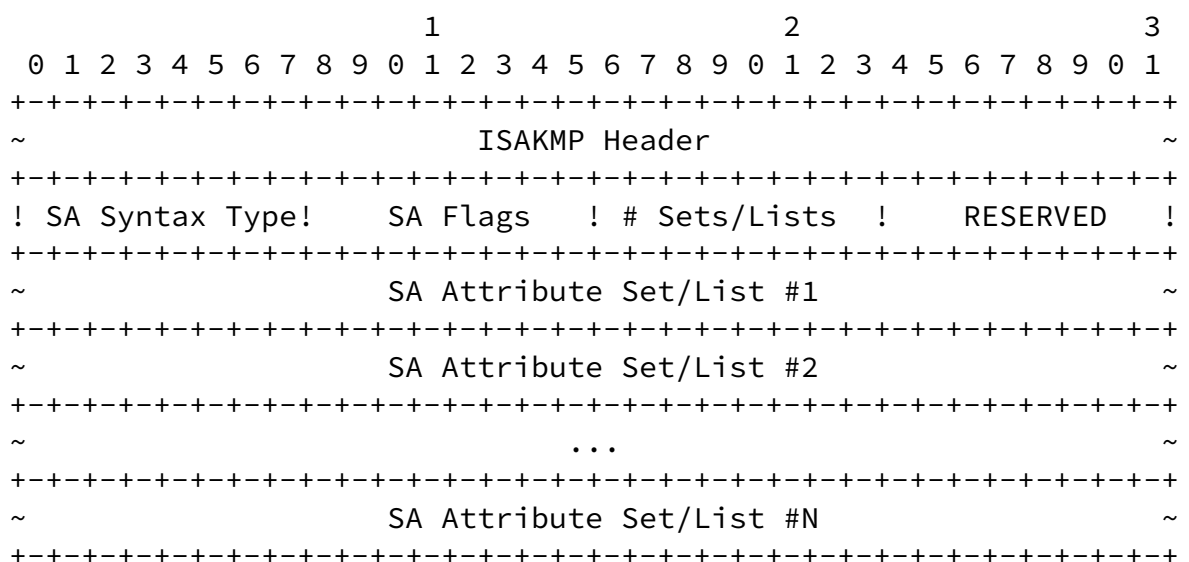 1                   2                   3
 0 1 2 3 4 5 6 7 8 9 0 1 2 3 4 5 6 7 8 9 0 1 2 3 4 5 6 7 8 9 0 1
+-+-+-+-+-+-+-+-+-+-+-+-+-+-+-+-+-+-+-+-+-+-+-+-+-+-+-+-+-+-+-+-+
~                         ISAKMP Header                         ~
+-+-+-+-+-+-+-+-+-+-+-+-+-+-+-+-+-+-+-+-+-+-+-+-+-+-+-+-+-+-+-+-+
! SA Syntax Type!    SA Flags   ! # Sets/Lists  !    RESERVED   !
+-+-+-+-+-+-+-+-+-+-+-+-+-+-+-+-+-+-+-+-+-+-+-+-+-+-+-+-+-+-+-+-+
~                    SA Attribute Set/List #1                   ~
+-+-+-+-+-+-+-+-+-+-+-+-+-+-+-+-+-+-+-+-+-+-+-+-+-+-+-+-+-+-+-+-+
~                    SA Attribute Set/List #2                   ~
+-+-+-+-+-+-+-+-+-+-+-+-+-+-+-+-+-+-+-+-+-+-+-+-+-+-+-+-+-+-+-+-+
~                              ...                              ~
+-+-+-+-+-+-+-+-+-+-+-+-+-+-+-+-+-+-+-+-+-+-+-+-+-+-+-+-+-+-+-+-+
~                    SA Attribute Set/List #N                   ~
+-+-+-+-+-+-+-+-+-+-+-+-+-+-+-+-+-+-+-+-+-+-+-+-+-+-+-+-+-+-+-+-+